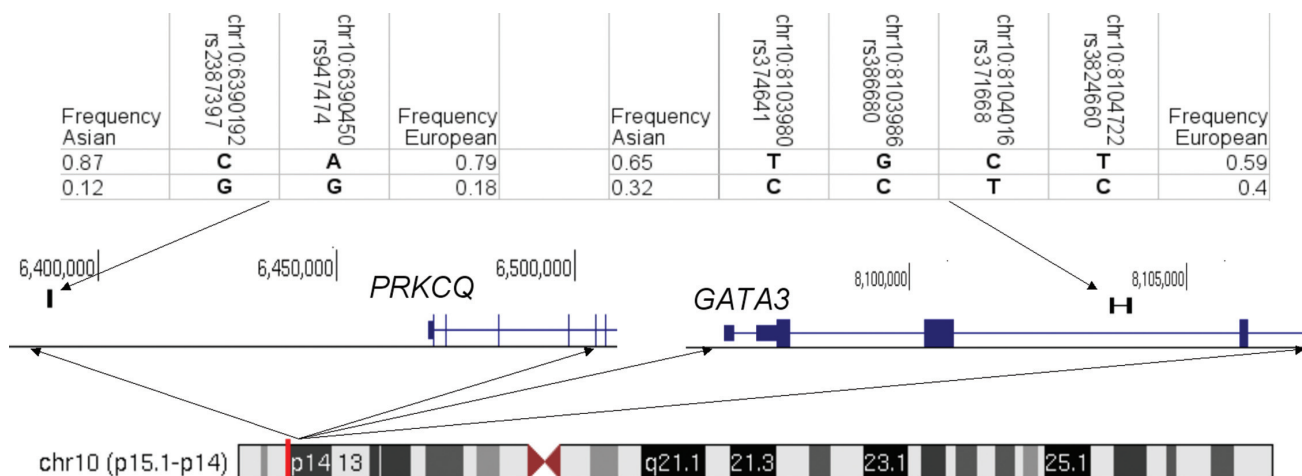 Frequency Asian
chr10:6390192 rs2387397
chr10:6390450 rs947474
Frequency European
Frequency Asian
chr10:8103980 rs374641
chr10:8103986 rs386680
chr10:8104016 rs371668
chr10:8104722 rs3824660
Frequency European
0.87 C A 0.79 0.65 T G C T 0.59
0.12 G G 0.18 0.32 C C T C 0.4
6,400,000 6,450,000 6,500,000 8,100,000 8,105,000
PRKCQ GATA3
chr10 (p15.1-p14) p14 13 q21.1 21.3 23.1 25.1